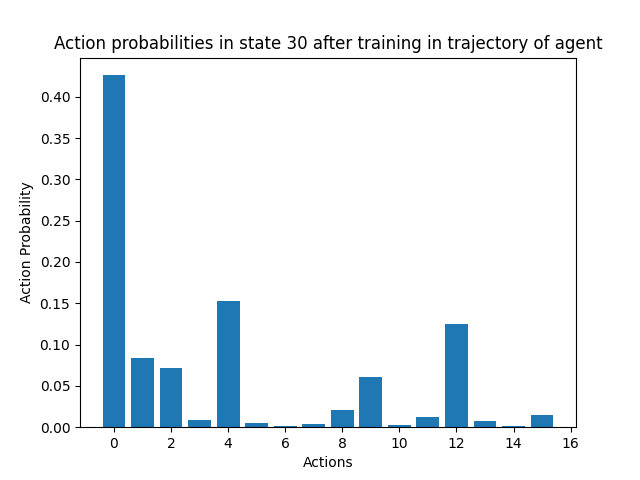 Action probabilities in state 30 after training in trajectory of agent
0.40
0.35
0.30
0.25
0.20
0.15
0.10
0.05
0.00
Action Probability
0 2 4 6 8 10 12 14 16
Actions